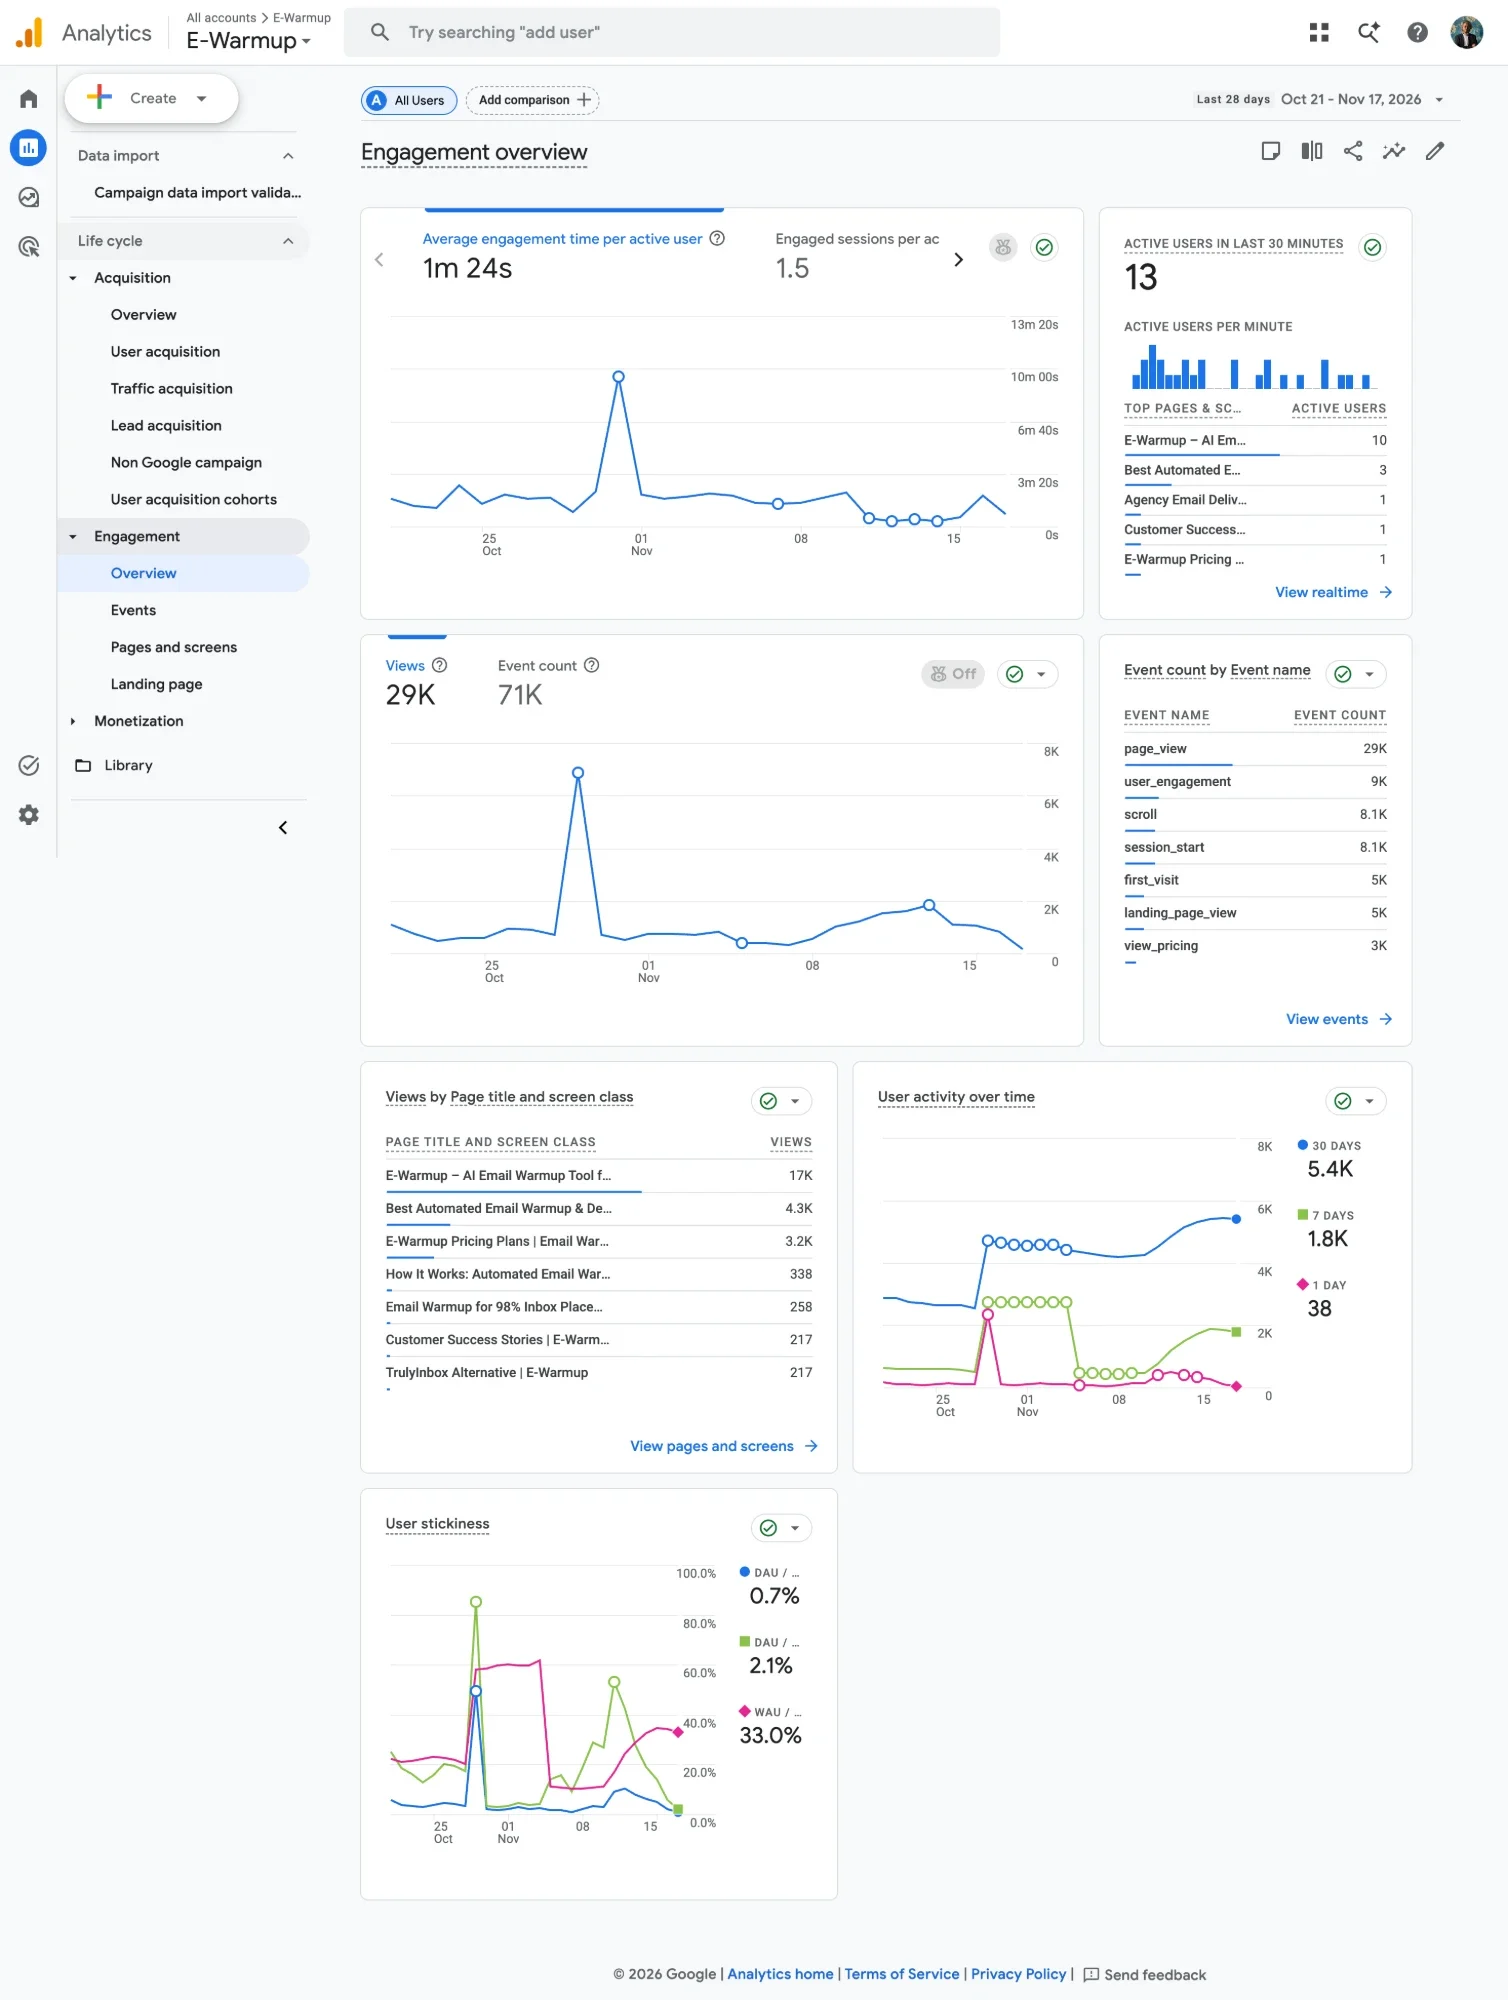 Analytics
All accounts > E-Warmup
E-Warmup
Try searching "add user"
Create
Data import
Campaign data import valida...
Life cycle
Acquisition
Overview
User acquisition
Traffic acquisition
Lead acquisition
Non Google campaign
User acquisition cohorts
Engagement
Overview
Events
Pages and screens
Landing page
Monetization
Library
A All Users
Add comparison +
Last 28 days Oct 21 - Nov 17, 2026
Engagement overview
Average engagement time per active user
1m 24s
Engaged sessions per ac
1.5
13m 20s
10m 00s
6m 40s
3m 20s
0s
25 Oct
01 Nov
08
15
ACTIVE USERS IN LAST 30 MINUTES
13
ACTIVE USERS PER MINUTE
TOP PAGES & SC... ACTIVE USERS
E-Warmup – AI Em... 10
Best Automated E... 3
Agency Email Deliv... 1
Customer Success... 1
E-Warmup Pricing ... 1
View realtime
Views
29K
Event count
71K
Off
8K
6K
4K
2K
0
25 Oct
01 Nov
08
15
Event count by Event name
EVENT NAME EVENT COUNT
page_view 29K
user_engagement 9K
scroll 8.1K
session_start 8.1K
first_visit 5K
landing_page_view 5K
view_pricing 3K
View events
Views by Page title and screen class
PAGE TITLE AND SCREEN CLASS VIEWS
E-Warmup – AI Email Warmup Tool f... 17K
Best Automated Email Warmup & De... 4.3K
E-Warmup Pricing Plans | Email War... 3.2K
How It Works: Automated Email War... 338
Email Warmup for 98% Inbox Place... 258
Customer Success Stories | E-Warm... 217
TrulyInbox Alternative | E-Warmup 217
View pages and screens
User activity over time
8K
6K
4K
2K
0
25 Oct
01 Nov
08
15
30 DAYS
5.4K
7 DAYS
1.8K
1 DAY
38
User stickiness
100.0%
80.0%
60.0%
40.0%
20.0%
0.0%
25 Oct
01 Nov
08
15
DAU / ...
0.7%
DAU / ...
2.1%
WAU / ...
33.0%
© 2026 Google | Analytics home | Terms of Service | Privacy Policy | Send feedback